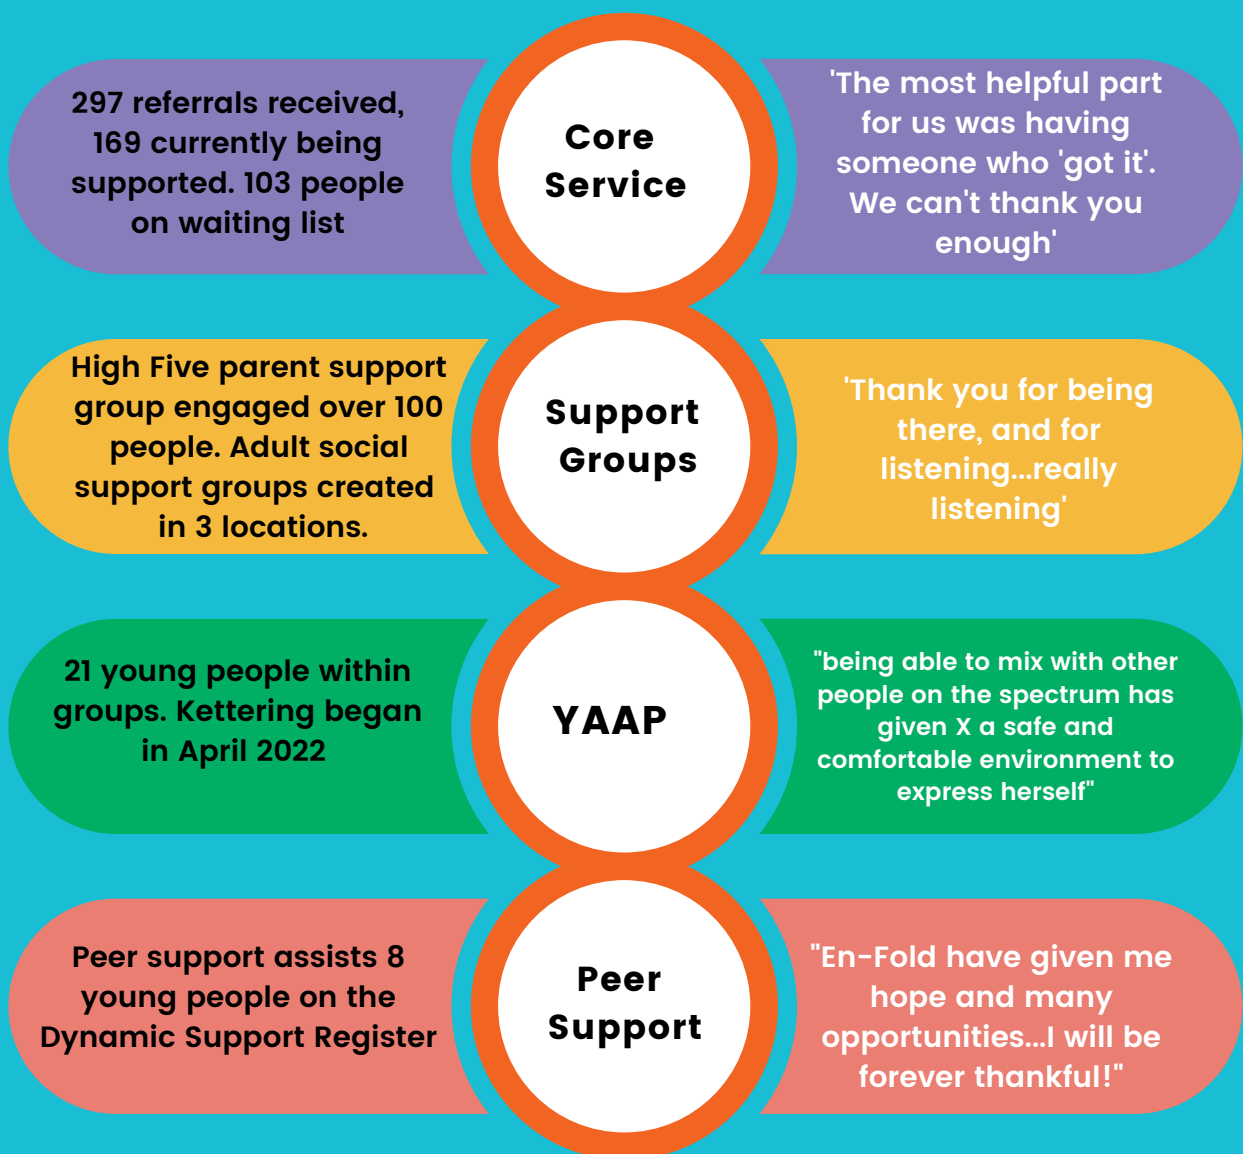 297 referrals received,
169 currently being
supported. 103 people
on waiting list
Core
Service
'The most helpful part
for us was having
someone who 'got it'.
We can't thank you
enough'
High Five parent support
group engaged over 100
people. Adult social
support groups created
in 3 locations.
Support
Groups
'Thank you for being
there, and for
listening...really
listening'
21 young people within
groups. Kettering began
in April 2022
YAAP
"being able to mix with other
people on the spectrum has
given X a safe and
comfortable environment to
express herself"
Peer support assists 8
young people on the
Dynamic Support Register
Peer
Support
"En-Fold have given me
hope and many
opportunities...I will be
forever thankful!"